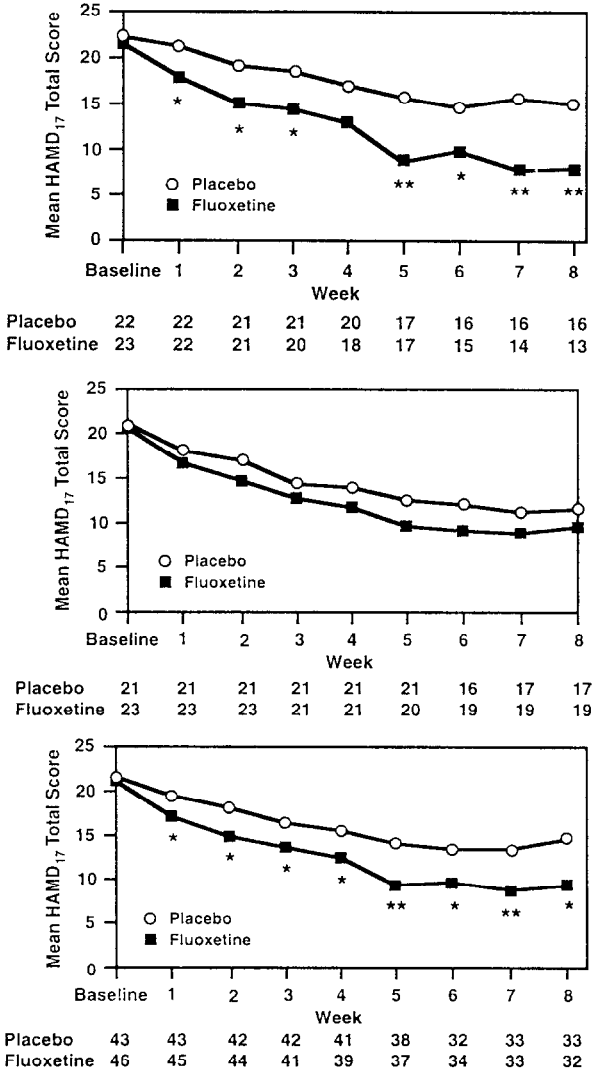 25
20
15
10
5
0
Mean HAMD17 Total Score
* * * ** * ** **
Placebo
Fluoxetine
Baseline 1 2 3 4 5 6 7 8
Week
Placebo 22 22 21 21 20 17 16 16 16
Fluoxetine 23 22 21 20 18 17 15 14 13
25
20
15
10
5
0
Mean HAMD17 Total Score
Placebo
Fluoxetine
Baseline 1 2 3 4 5 6 7 8
Week
Placebo 21 21 21 21 21 21 16 17 17
Fluoxetine 23 23 23 21 21 20 19 19 19
25
20
15
10
5
0
Mean HAMD17 Total Score
* * * * ** * ** *
Placebo
Fluoxetine
Baseline 1 2 3 4 5 6 7 8
Week
Placebo 43 43 42 42 41 38 32 33 33
Fluoxetine 46 45 44 41 39 37 34 33 32